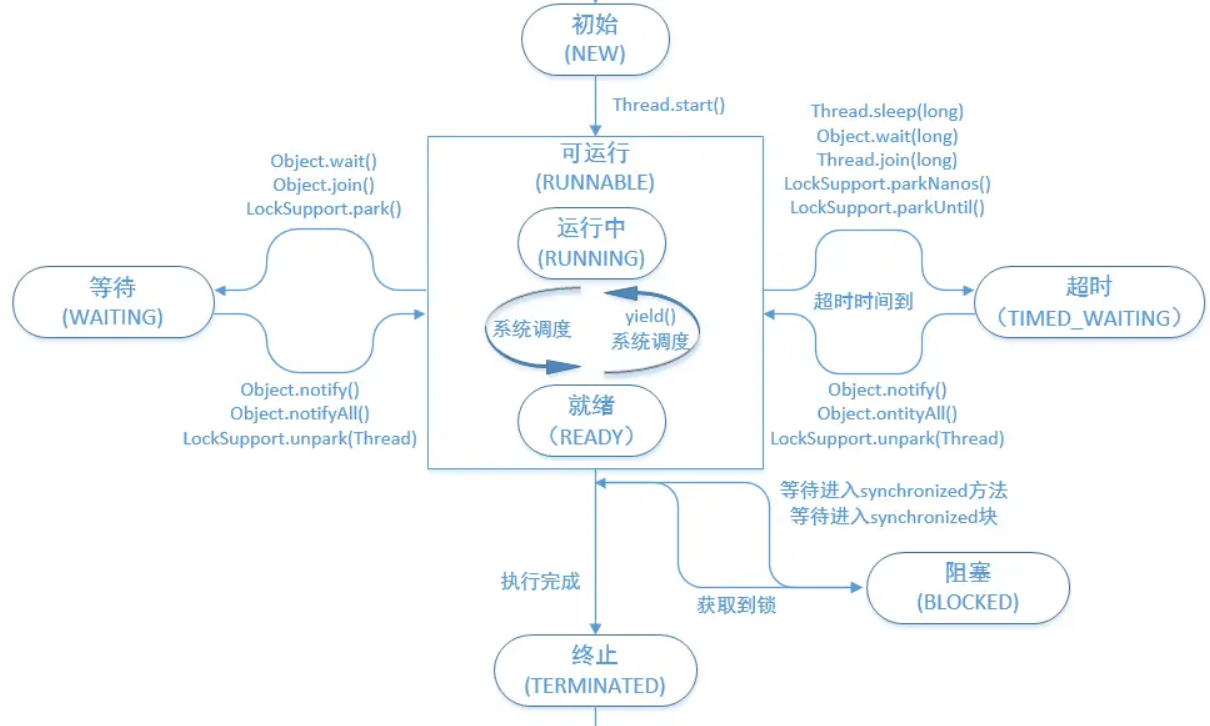 初始
(NEW)
Thread.start()
Thread.sleep(long)
Object.wait(long)
Thread.join(long)
LockSupport.parkNanos()
LockSupport.parkUntil()
Object.wait()
Object.join()
LockSupport.park()
可运行
(RUNNABLE)
运行中
(RUNNING)
等待
(WAITING)
超时时间到
超时
（TIMED_WAITING）
系统调度
yield()
系统调度
Object.notify()
Object.notifyAll()
LockSupport.unpark(Thread)
就绪
（READY）
Object.notify()
Object.ontityAll()
LockSupport.unpark(Thread)
等待进入synchronized方法
等待进入synchronized块
执行完成
获取到锁
阻塞
(BLOCKED)
终止
(TERMINATED)